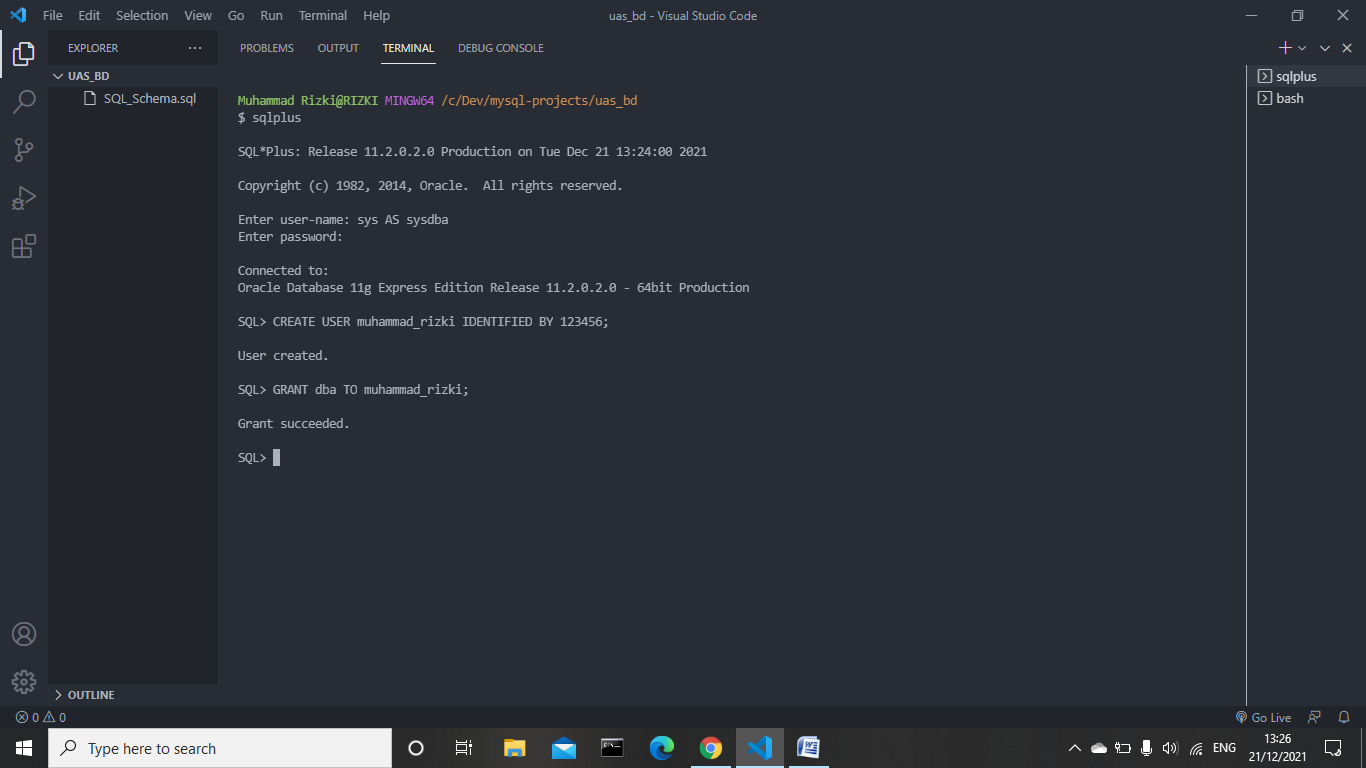 File Edit Selection View Go Run Terminal Help
uas_bd - Visual Studio Code
EXPLORER
UAS_BD
SQL_Schema.sql
OUTLINE
PROBLEMS OUTPUT TERMINAL DEBUG CONSOLE
Muhammad Rizki@RIZKI MINGW64 /c/Dev/mysql-projects/uas_bd
$ sqlplus
SQL*Plus: Release 11.2.0.2.0 Production on Tue Dec 21 13:24:00 2021
Copyright (c) 1982, 2014, Oracle.  All rights reserved.
Enter user-name: sys AS sysdba
Enter password:
Connected to:
Oracle Database 11g Express Edition Release 11.2.0.2.0 - 64bit Production
SQL> CREATE USER muhammad_rizki IDENTIFIED BY 123456;
User created.
SQL> GRANT dba TO muhammad_rizki;
Grant succeeded.
SQL>
sqlplus
bash
0 0
Go Live
Type here to search
ENG
13:26
21/12/2021